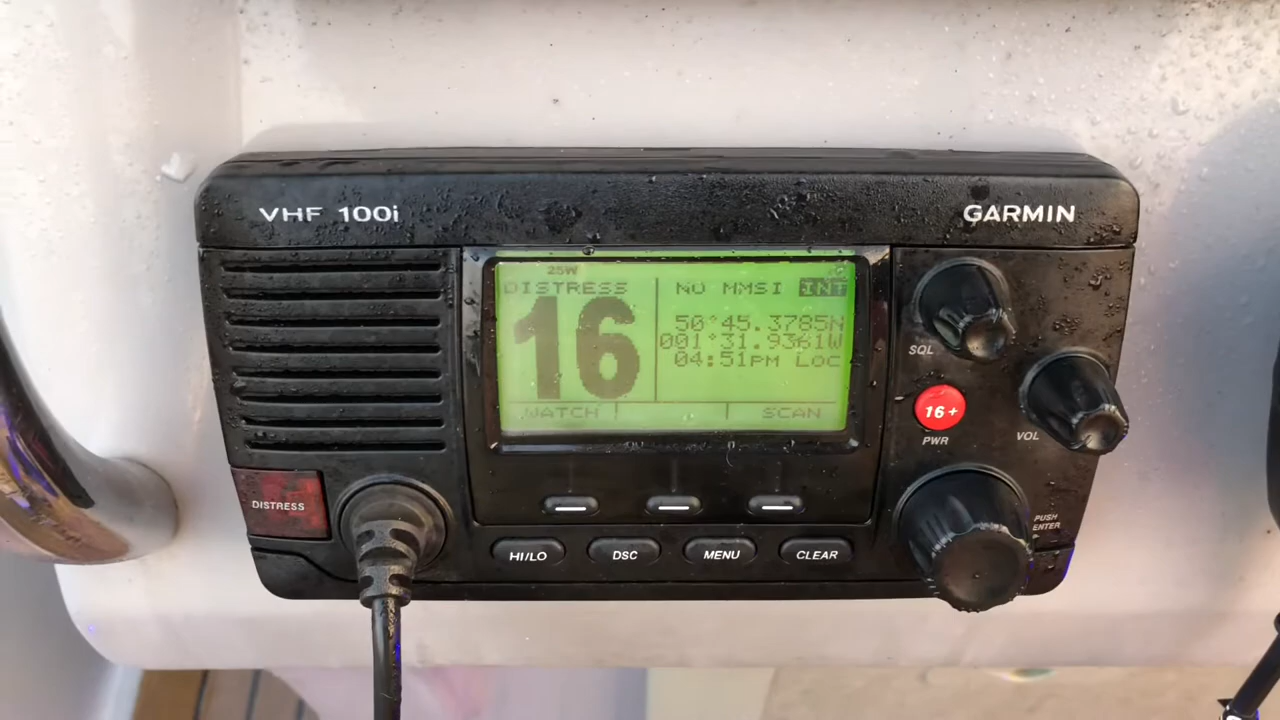 VHF 100i
GARMIN
25W
DISTRESS
16
NO MMSI INT
50°45.3785N
001°31.9361W
04:51PM LOC
WATCH
SCAN
SQL
16+
PWR
VOL
DISTRESS
PUSH
ENTER
HI/LO
DSC
MENU
CLEAR